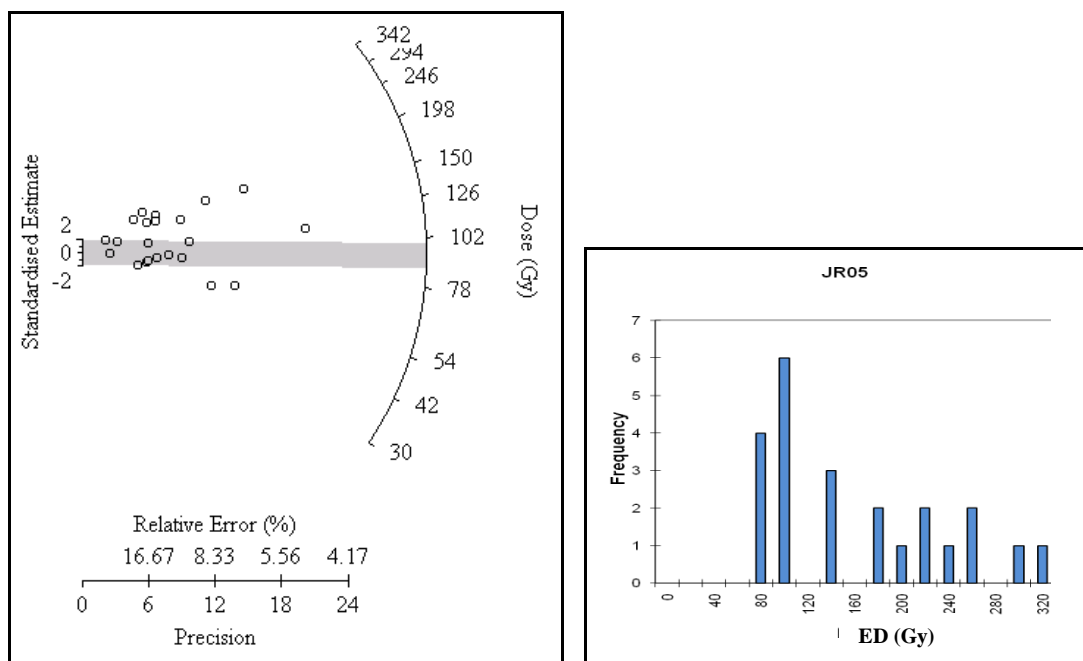 342
294
246
198
150
126
102
78
54
42
30
Dose (Gy)
Standardised Estimate
2
0
-2
Relative Error (%)
16.67 8.33 5.56 4.17
0 6 12 18 24
Precision
JR05
Frequency
7
6
5
4
3
2
1
0
0 40 80 120 160 200 240 280 320
ED (Gy)